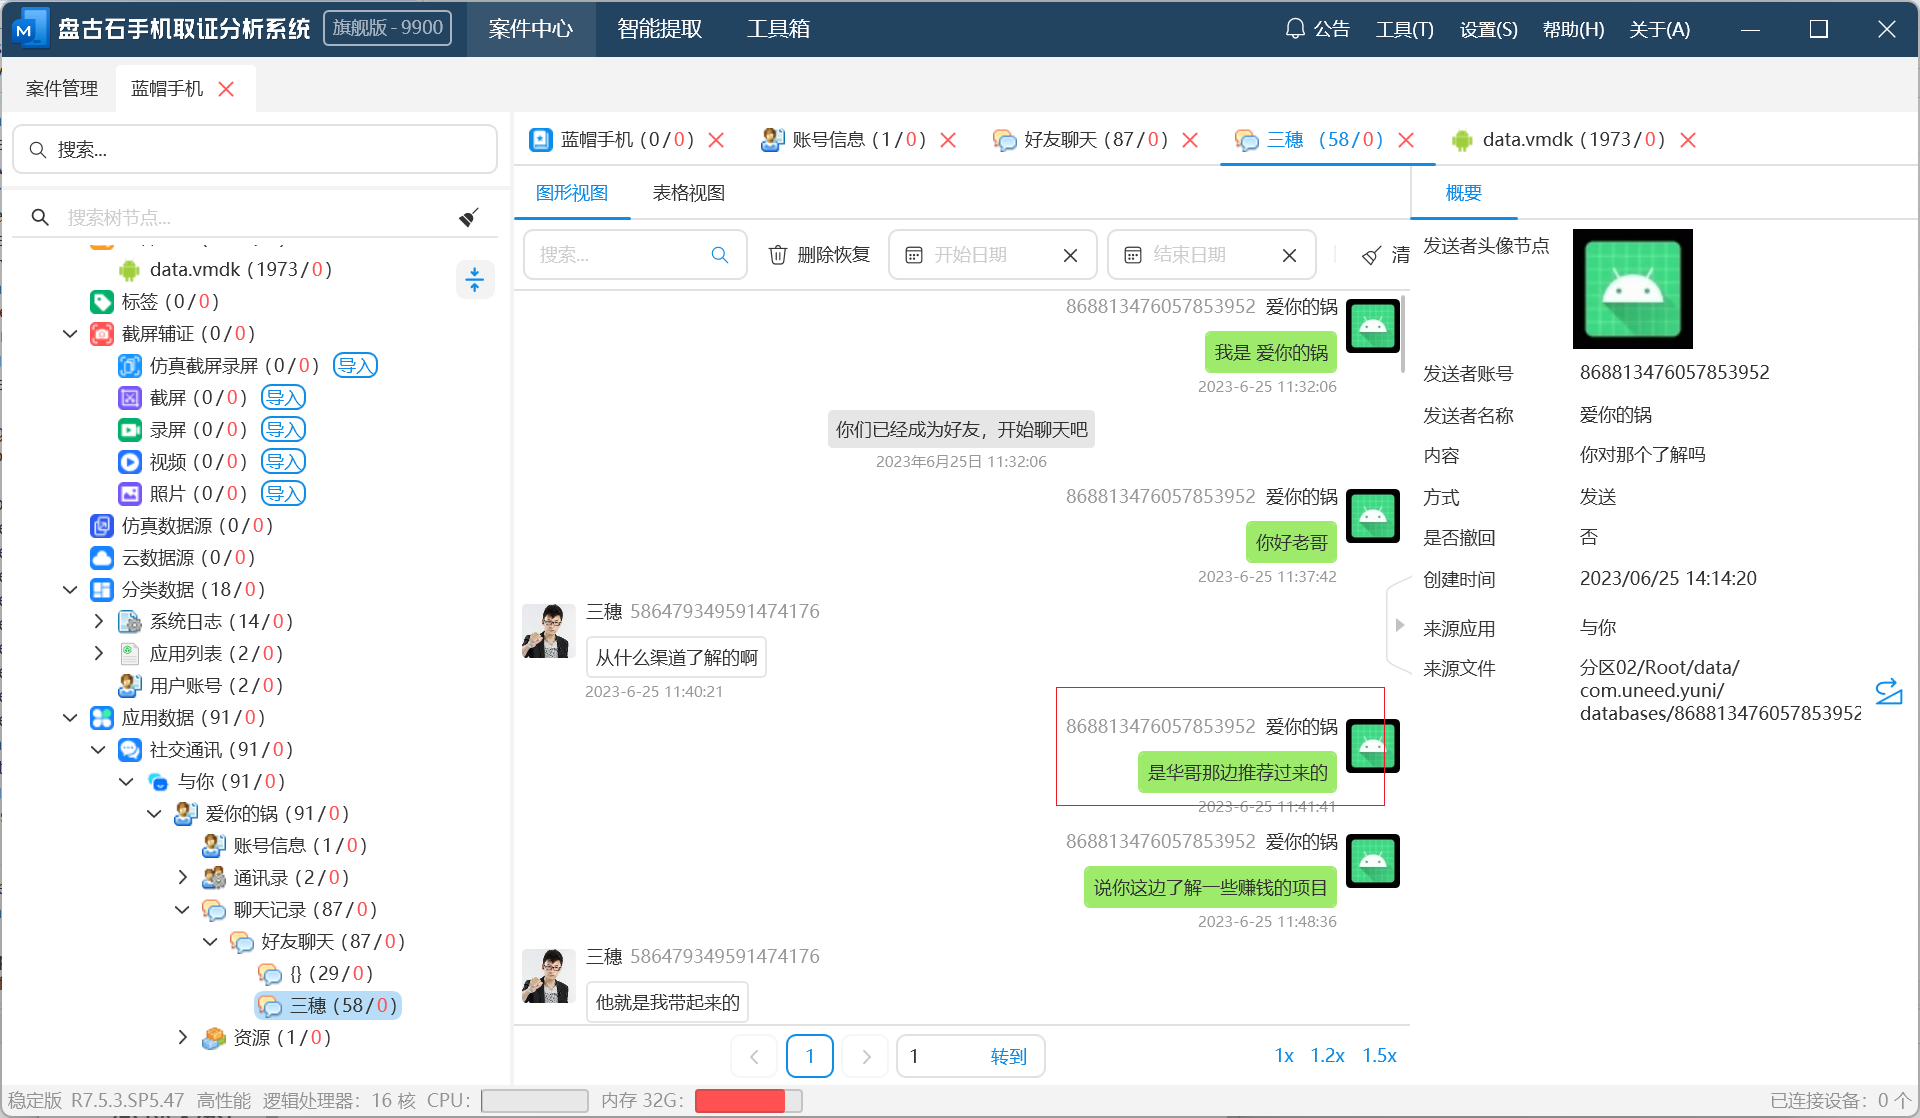 盘古石手机取证分析系统 旗舰版 - 9900 案件中心 智能提取 工具箱 公告 工具(T) 设置(S) 帮助(H) 关于(A)
案件管理 蓝帽手机
搜索...
搜索树节点...
data.vmdk (1973/0)
标签 (0/0)
截屏辅证 (0/0)
仿真截屏录屏 (0/0) 导入
截屏 (0/0) 导入
录屏 (0/0) 导入
视频 (0/0) 导入
照片 (0/0) 导入
仿真数据源 (0/0)
云数据源 (0/0)
分类数据 (18/0)
系统日志 (14/0)
应用列表 (2/0)
用户账号 (2/0)
应用数据 (91/0)
社交通讯 (91/0)
与你 (91/0)
爱你的锅 (91/0)
账号信息 (1/0)
通讯录 (2/0)
聊天记录 (87/0)
好友聊天 (87/0)
{} (29/0)
三穗 (58/0)
资源 (1/0)
蓝帽手机 (0/0) 账号信息 (1/0) 好友聊天 (87/0) 三穗 (58/0) data.vmdk (1973/0)
图形视图 表格视图
搜索... 删除恢复 开始日期 结束日期 清
868813476057853952 爱你的锅
我是 爱你的锅
2023-6-25 11:32:06
你们已经成为好友，开始聊天吧
2023年6月25日 11:32:06
868813476057853952 爱你的锅
你好老哥
2023-6-25 11:37:42
三穗 586479349591474176
从什么渠道了解的啊
2023-6-25 11:40:21
868813476057853952 爱你的锅
是华哥那边推荐过来的
2023-6-25 11:41:41
868813476057853952 爱你的锅
说你这边了解一些赚钱的项目
2023-6-25 11:48:36
三穗 586479349591474176
他就是我带起来的
1 1 转到 1x 1.2x 1.5x
概要
发送者头像节点
发送者账号 868813476057853952
发送者名称 爱你的锅
内容 你对那个了解吗
方式 发送
是否撤回 否
创建时间 2023/06/25 14:14:20
来源应用 与你
来源文件 分区02/Root/data/
com.uneed.yuni/
databases/868813476057853952
稳定版 R7.5.3.SP5.47 高性能 逻辑处理器：16 核 CPU： 内存 32G： 已连接设备：0 个